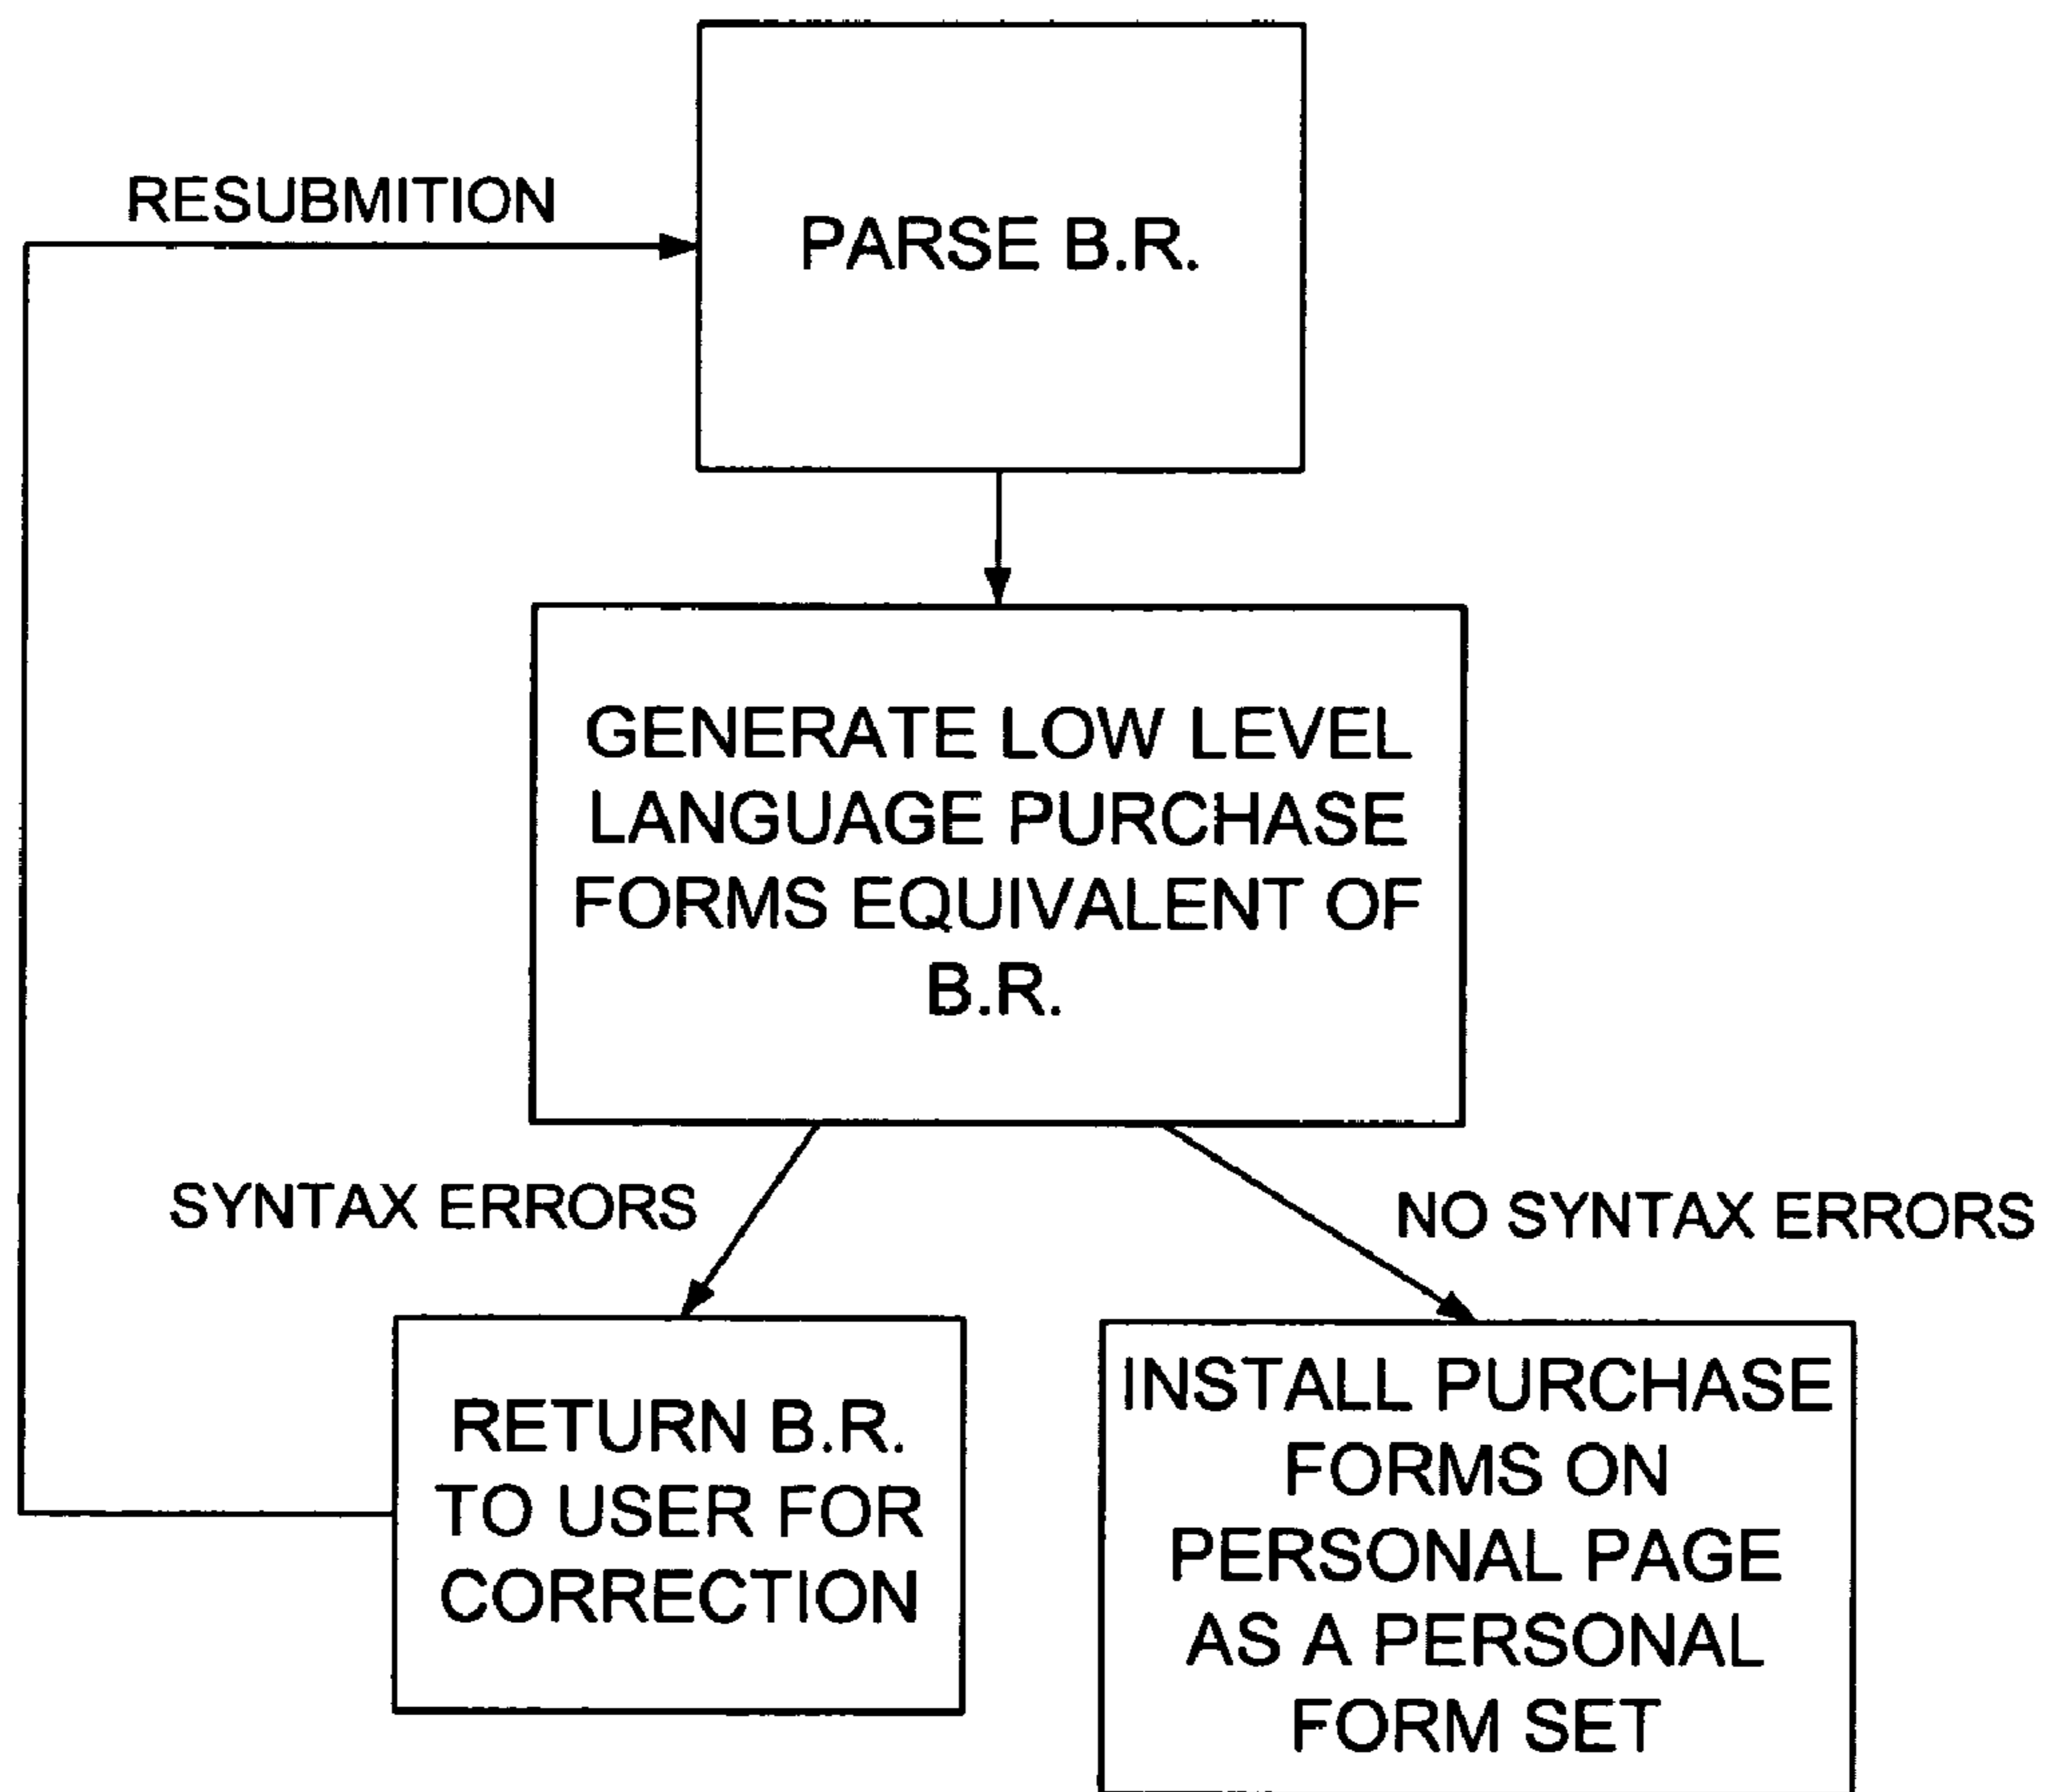 RESUBMITION
PARSE B.R.
GENERATE LOW LEVEL
LANGUAGE PURCHASE
FORMS EQUIVALENT OF
B.R.
SYNTAX ERRORS
NO SYNTAX ERRORS
RETURN B.R.
TO USER FOR
CORRECTION
INSTALL PURCHASE
FORMS ON
PERSONAL PAGE
AS A PERSONAL
FORM SET